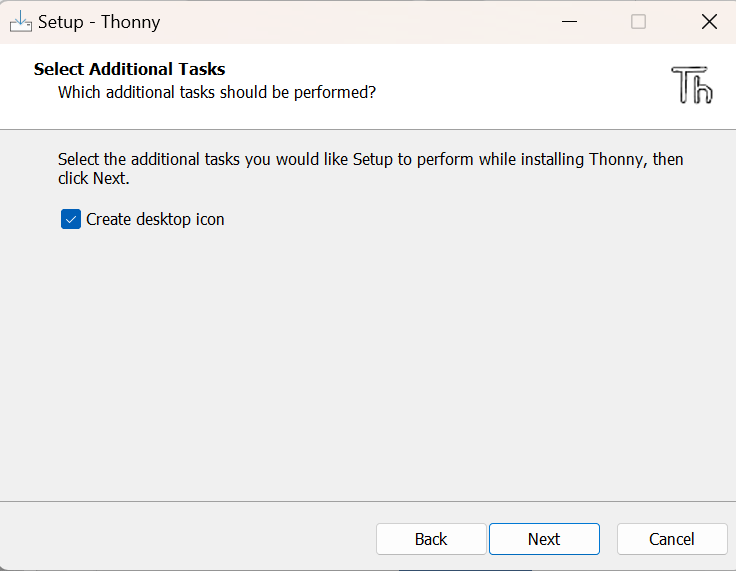 Setup - Thonny
Select Additional Tasks
Which additional tasks should be performed?
Th
Select the additional tasks you would like Setup to perform while installing Thonny, then
click Next.
Create desktop icon
Back
Next
Cancel